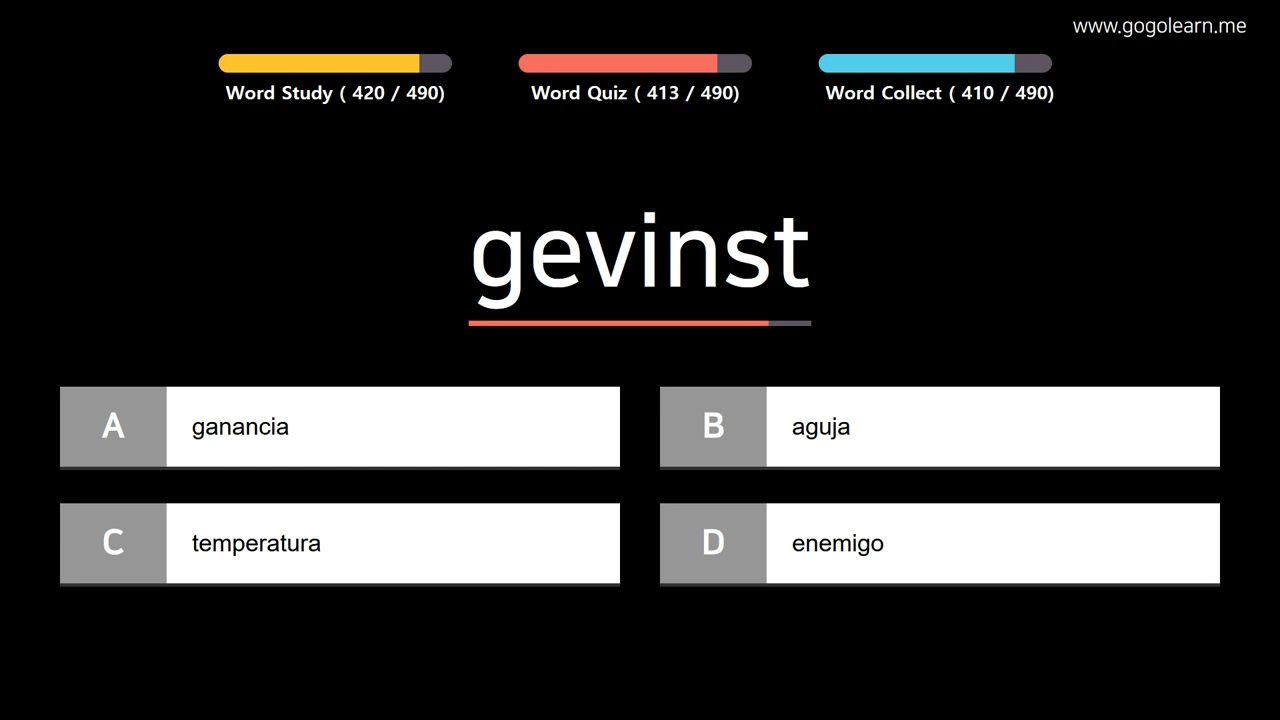 www.gogolearn.me
Word Study ( 420 / 490)
Word Quiz ( 413 / 490)
Word Collect ( 410 / 490)
gevinst
A ganancia
B aguja
C temperatura
D enemigo